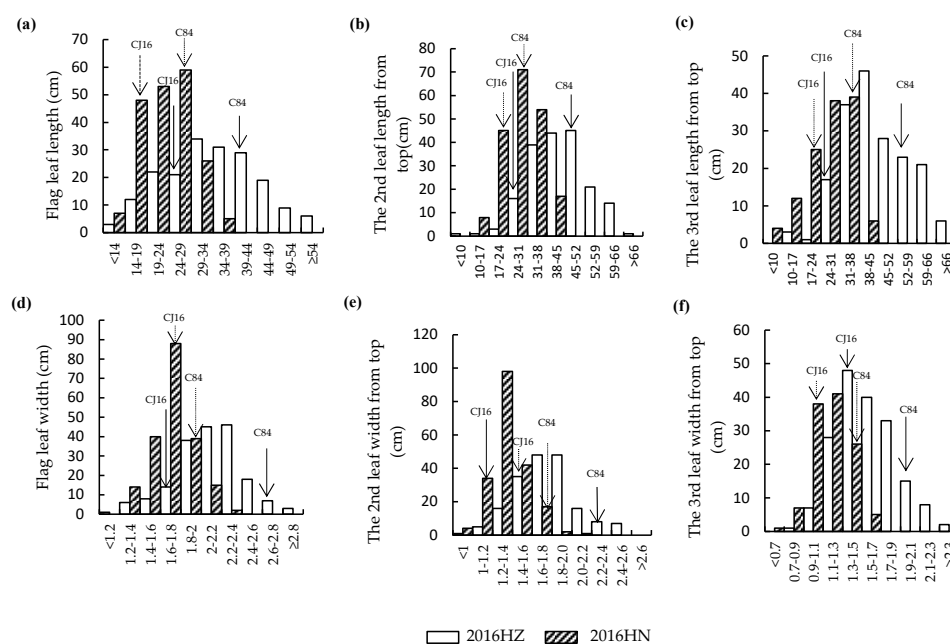 (a)
Flag leaf length (cm)
70
60
50
40
30
20
10
0
CJ16
C84
CJ16
C84
<14
14-19
19-24
24-29
29-34
34-39
39-44
44-49
49-54
≥54
(b)
The 2nd leaf length from
top(cm)
80
70
60
50
40
30
20
10
0
CJ16
C84
CJ16
C84
<10
10-17
17-24
24-31
31-38
38-45
45-52
52-59
59-66
>66
(c)
The 3rd leaf length from top
(cm)
50
40
30
20
10
0
CJ16
CJ16
C84
C84
<10
10-17
17-24
24-31
31-38
38-45
45-52
52-59
59-66
>66
(d)
Flag leaf width (cm)
100
90
80
70
60
50
40
30
20
10
0
CJ16
CJ16
C84
C84
<1.2
1.2-1.4
1.4-1.6
1.6-1.8
1.8-2
2-2.2
2.2-2.4
2.4-2.6
2.6-2.8
≥2.8
(e)
The 2nd leaf width from top
(cm)
120
100
80
60
40
20
0
CJ16
CJ16
C84
C84
<1
1-1.2
1.2-1.4
1.4-1.6
1.6-1.8
1.8-2.0
2.0-2.2
2.2-2.4
2.4-2.6
>2.6
(f)
The 3rd leaf width from top
(cm)
60
50
40
30
20
10
0
CJ16
CJ16
C84
C84
<0.7
0.7-0.9
0.9-1.1
1.1-1.3
1.3-1.5
1.5-1.7
1.7-1.9
1.9-2.1
2.1-2.3
>2.3
2016HZ
2016HN